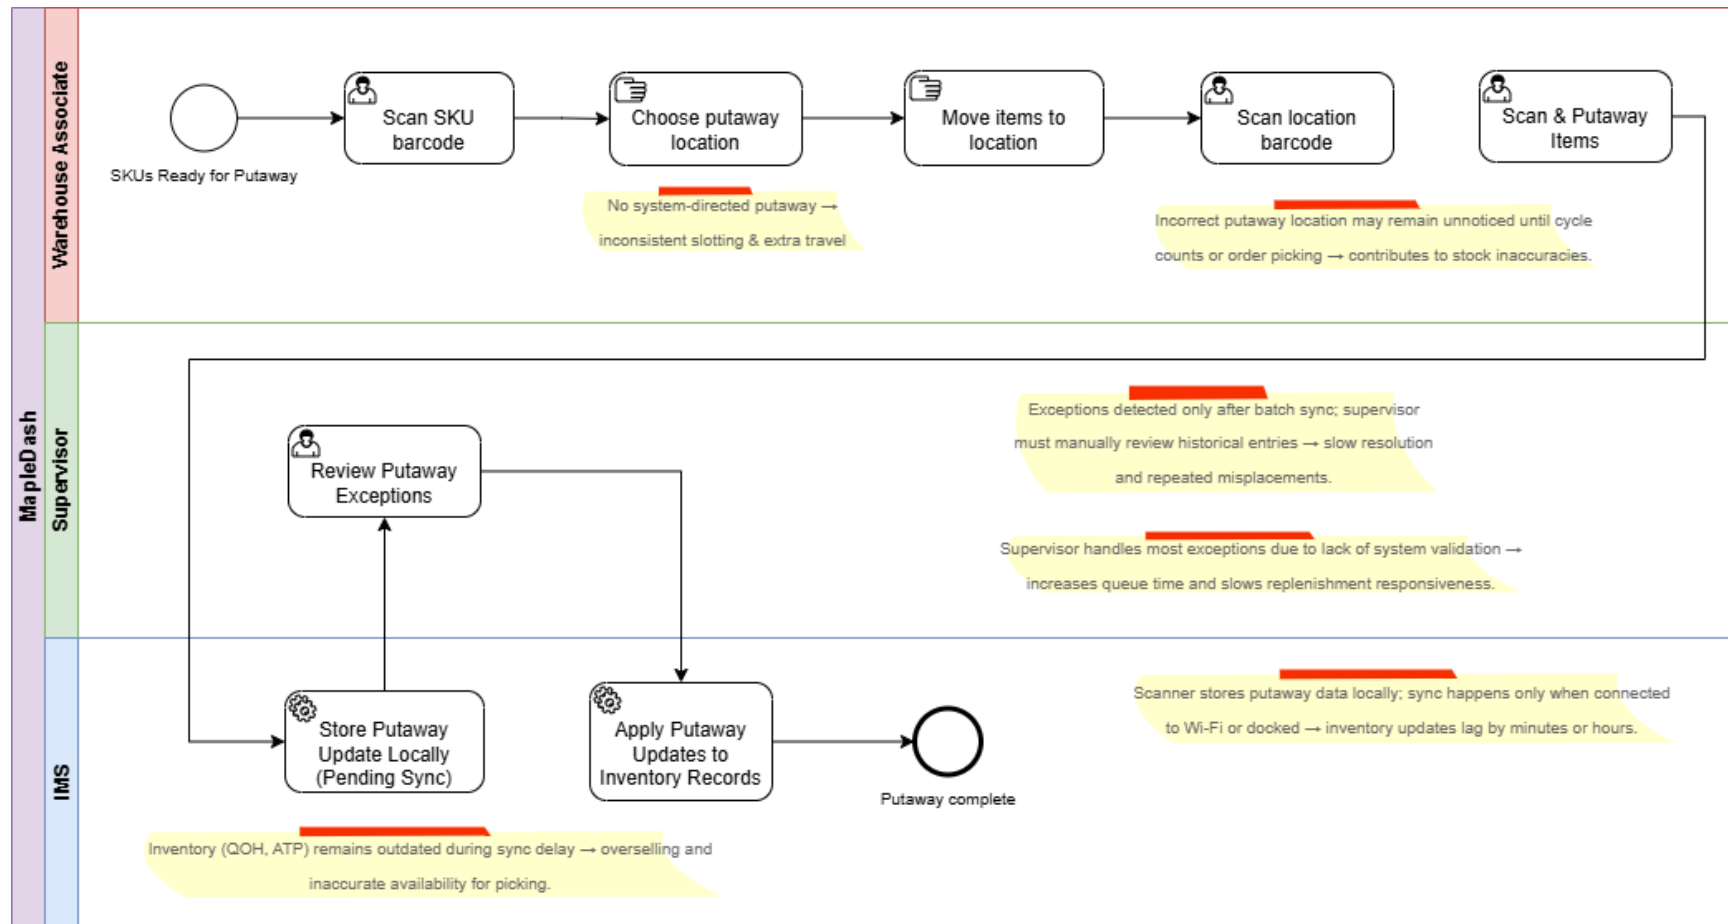 MapleDash
Warehouse Associate
SKUs Ready for Putaway
Scan SKU
barcode
Choose putaway
location
Move items to
location
Scan location
barcode
Scan & Putaway
Items
No system-directed putaway →
inconsistent slotting & extra travel
Incorrect putaway location may remain unnoticed until cycle
counts or order picking → contributes to stock inaccuracies.
Supervisor
Review Putaway
Exceptions
Exceptions detected only after batch sync; supervisor
must manually review historical entries → slow resolution
and repeated misplacements.
Supervisor handles most exceptions due to lack of system validation →
increases queue time and slows replenishment responsiveness.
IMS
Store Putaway
Update Locally
(Pending Sync)
Apply Putaway
Updates to
Inventory Records
Putaway complete
Scanner stores putaway data locally; sync happens only when connected
to Wi-Fi or docked → inventory updates lag by minutes or hours.
Inventory (QOH, ATP) remains outdated during sync delay → overselling and
inaccurate availability for picking.